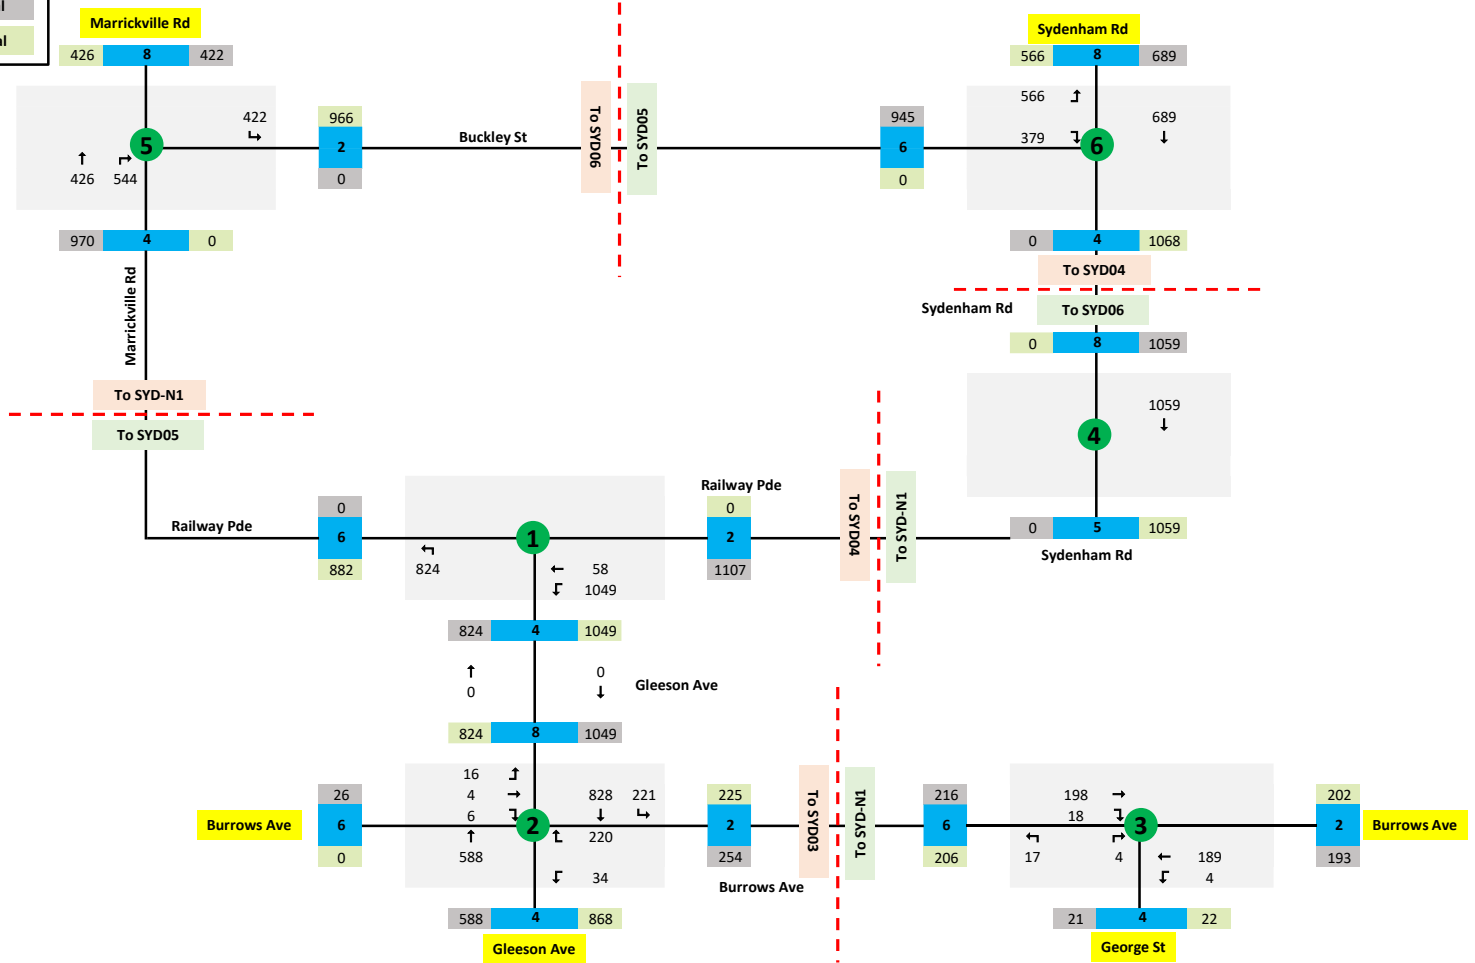 al
al
Marrickville Rd
426 8 422
Sydenham Rd
566 8 689
422
5
426 544
966
2
0
Buckley St
To SYD06
To SYD05
945
6
0
566
379
689
6
970 4 0
0 4 1068
To SYD04
Sydenham Rd
To SYD06
0 8 1059
Marrickville Rd
To SYD-N1
To SYD05
1059
4
0 5 1059
Sydenham Rd
Railway Pde
0
6
882
1
824
58
1049
Railway Pde
0
2
1107
To SYD04
To SYD-N1
824 4 1049
0
0
Gleeson Ave
824 8 1049
Burrows Ave
26
6
0
16
4
6
588
2
828 221
220
34
225
2
254
Burrows Ave
To SYD03
To SYD-N1
216
6
206
198
18
17 4
3
189
4
202
2
193
Burrows Ave
588 4 868
Gleeson Ave
21 4 22
George St